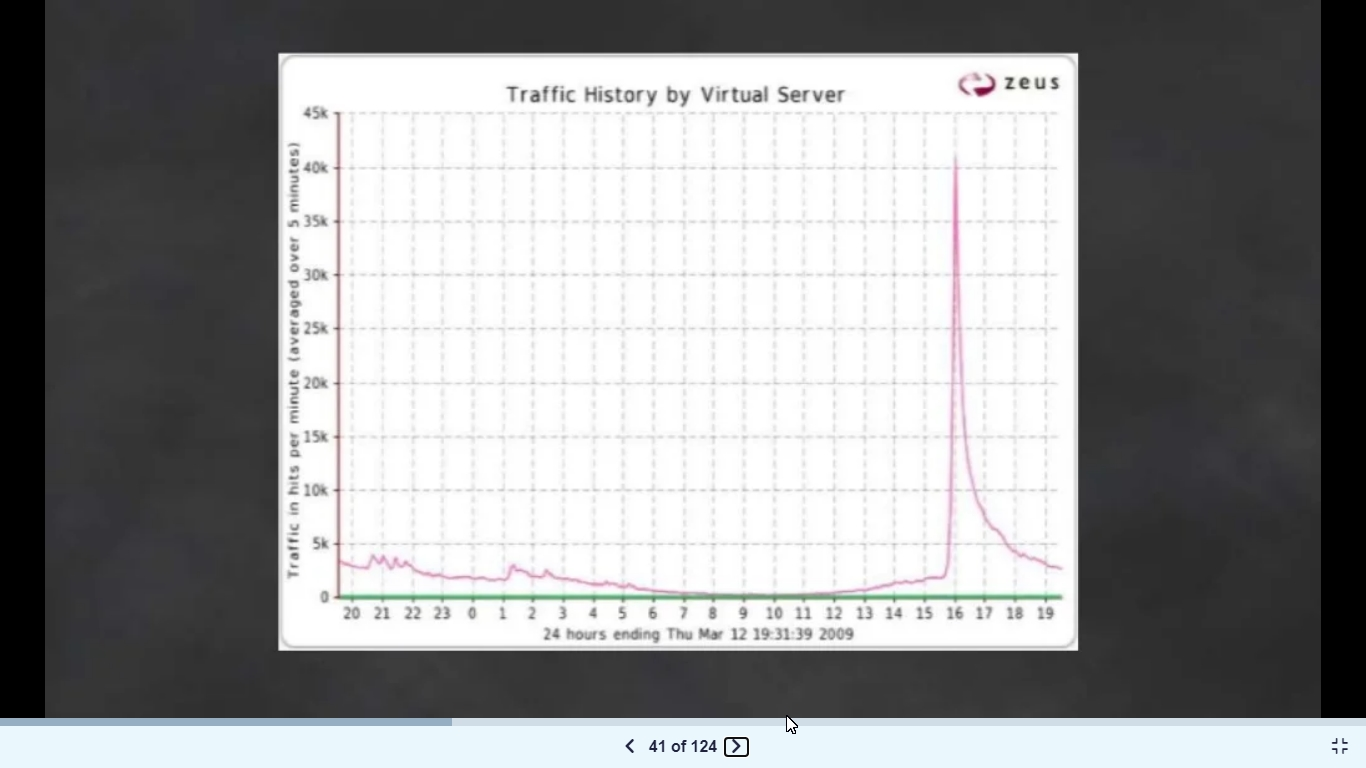 zeus
Traffic History by Virtual Server
Traffic in hits per minute (averaged over 5 minutes)
45k
40k
35k
30k
25k
20k
15k
10k
5k
0
20 21 22 23 0 1 2 3 4 5 6 7 8 9 10 11 12 13 14 15 16 17 18 19
24 hours ending Thu Mar 12 19:31:39 2009
41 of 124